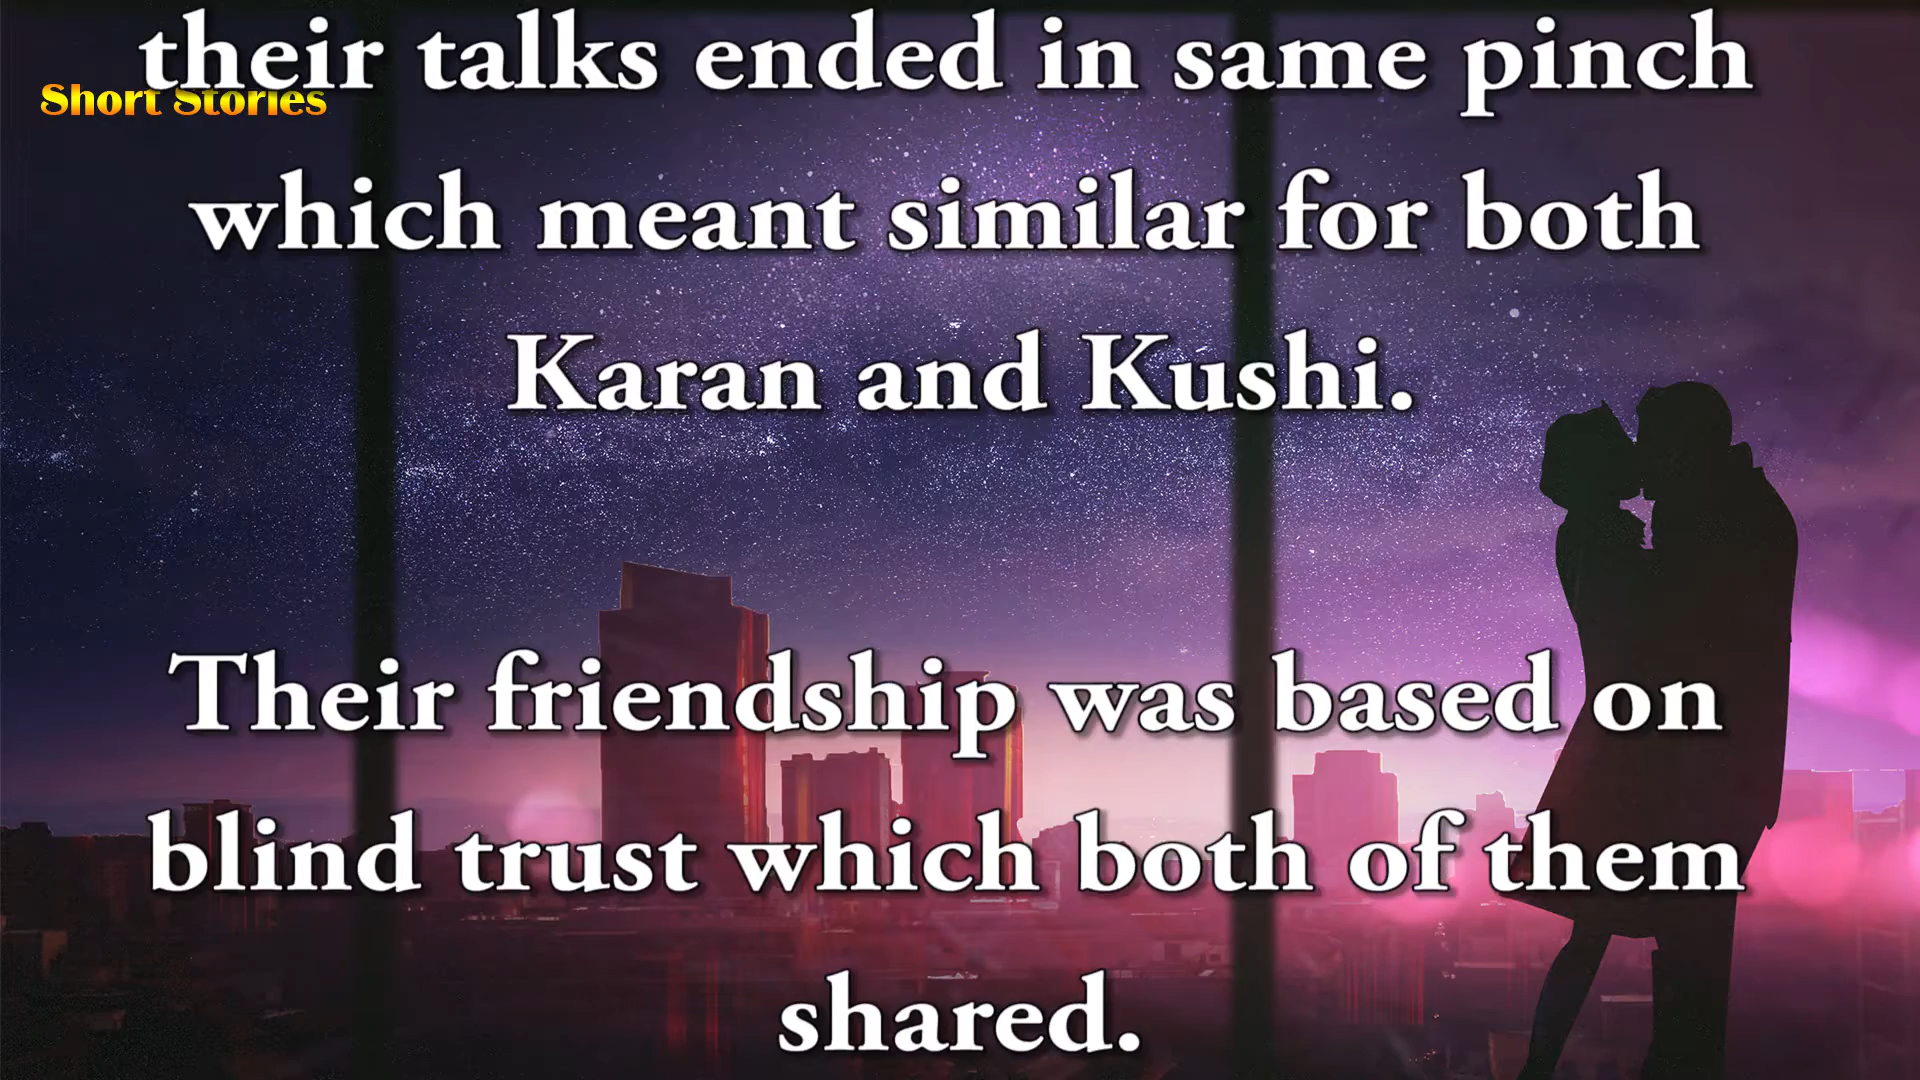 their talks ended in same pinch
Short Stories
which meant similar for both
Karan and Kushi.
Their friendship was based on
blind trust which both of them
shared.